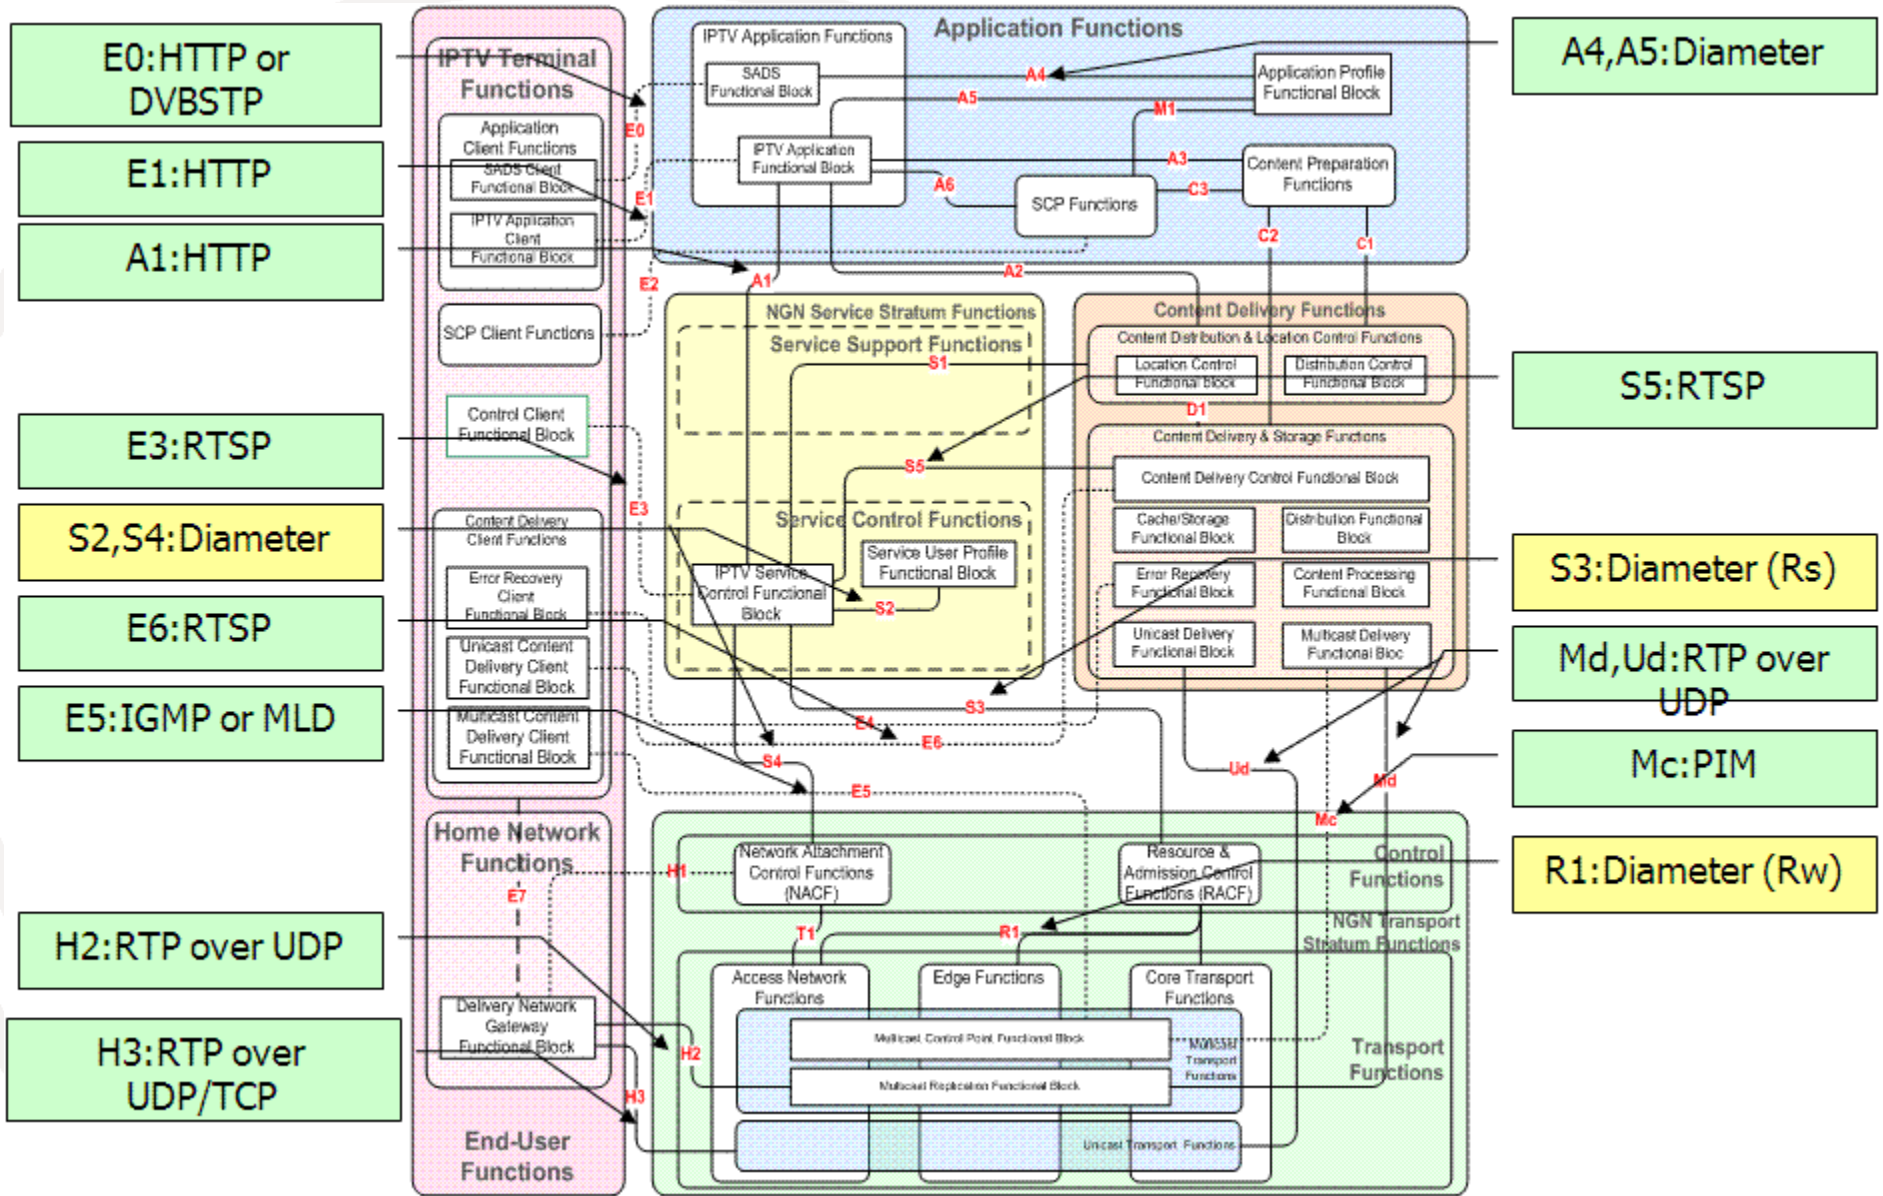 E0:HTTP or
DVBSTP
E1:HTTP
A1:HTTP
E3:RTSP
S2,S4:Diameter
E6:RTSP
E5:IGMP or MLD
H2:RTP over UDP
H3:RTP over
UDP/TCP
IPTV Terminal
Functions
Application
Client Functions
SADS Client
Functional Block
IPTV Application
Client
Functional Block
SCP Client Functions
Control Client
Functional Block
Content Delivery
Client Functions
Error Recovery
Client
Functional Block
Unicast Content
Delivery Client
Functional Block
Multicast Content
Delivery Client
Functional Block
Home Network
Functions
E7
Delivery Network
Gateway
Functional Block
End-User
Functions
E0
E1
E2
E3
H2
H3
Application Functions
IPTV Application Functions
SADS
Functional Block
IPTV Application
Functional Block
A4
A5
M1
A3
A6
C3
Application Profile
Functional Block
Content Preparation
Functions
SCP Functions
C2
C1
A1
A2
NGN Service Stratum Functions
Service Support Functions
S1
S5
Service Control Functions
Service User Profile
Functional Block
IPTV Service
Control Functional
Block
S2
Content Delivery Functions
Content Distribution & Location Control Functions
Location Control
Functional block
Distribution Control
Functional Block
D1
Content Delivery & Storage Functions
Content Delivery Control Functional Block
Cache/Storage
Functional Block
Distribution Functional
Block
Error Recovery
Functional Block
Content Processing
Functional Block
Unicast Delivery
Functional Block
Multicast Delivery
Functional Bloc
S3
E4
E6
S4
E5
Ud
Md
Mc
H1
Network Attachment
Control Functions
(NACF)
Resource &
Admission Control
Functions (RACF)
Control
Functions
NGN Transport
Stratum Functions
T1
R1
Access Network
Functions
Edge Functions
Core Transport
Functions
Multicast Control Point Functional Block
Multicast
Transport
Functions
Multicast Replication Functional Block
Unicast Transport Functions
Transport
Functions
A4,A5:Diameter
S5:RTSP
S3:Diameter (Rs)
Md,Ud:RTP over
UDP
Mc:PIM
R1:Diameter (Rw)